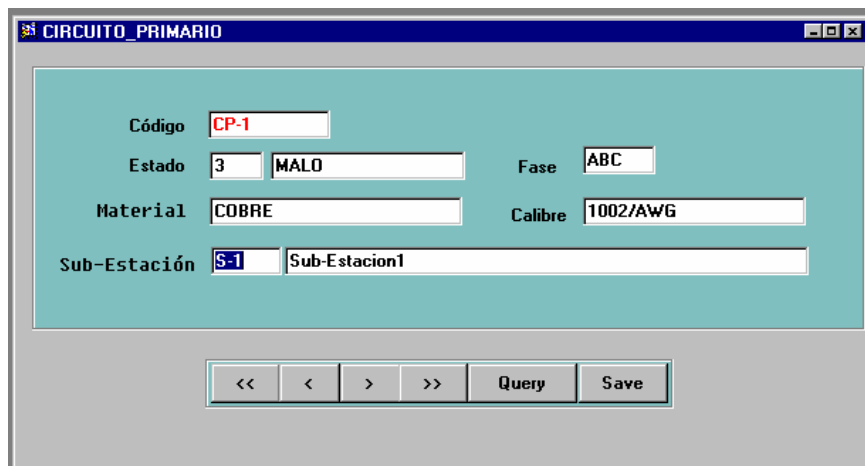 CIRCUITO_PRIMARIO
Código CP-1
Estado 3 MALO Fase ABC
Material COBRE Calibre 1002/AWG
Sub-Estación S-1 Sub-Estacion1
<< < > >> Query Save